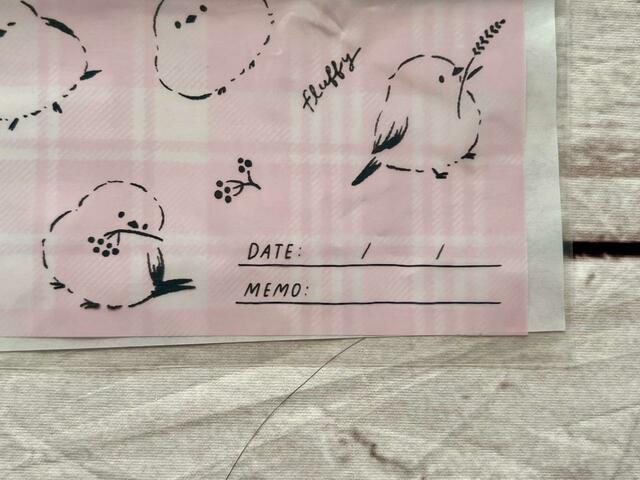 fluffy
DATE: / /
MEMO: